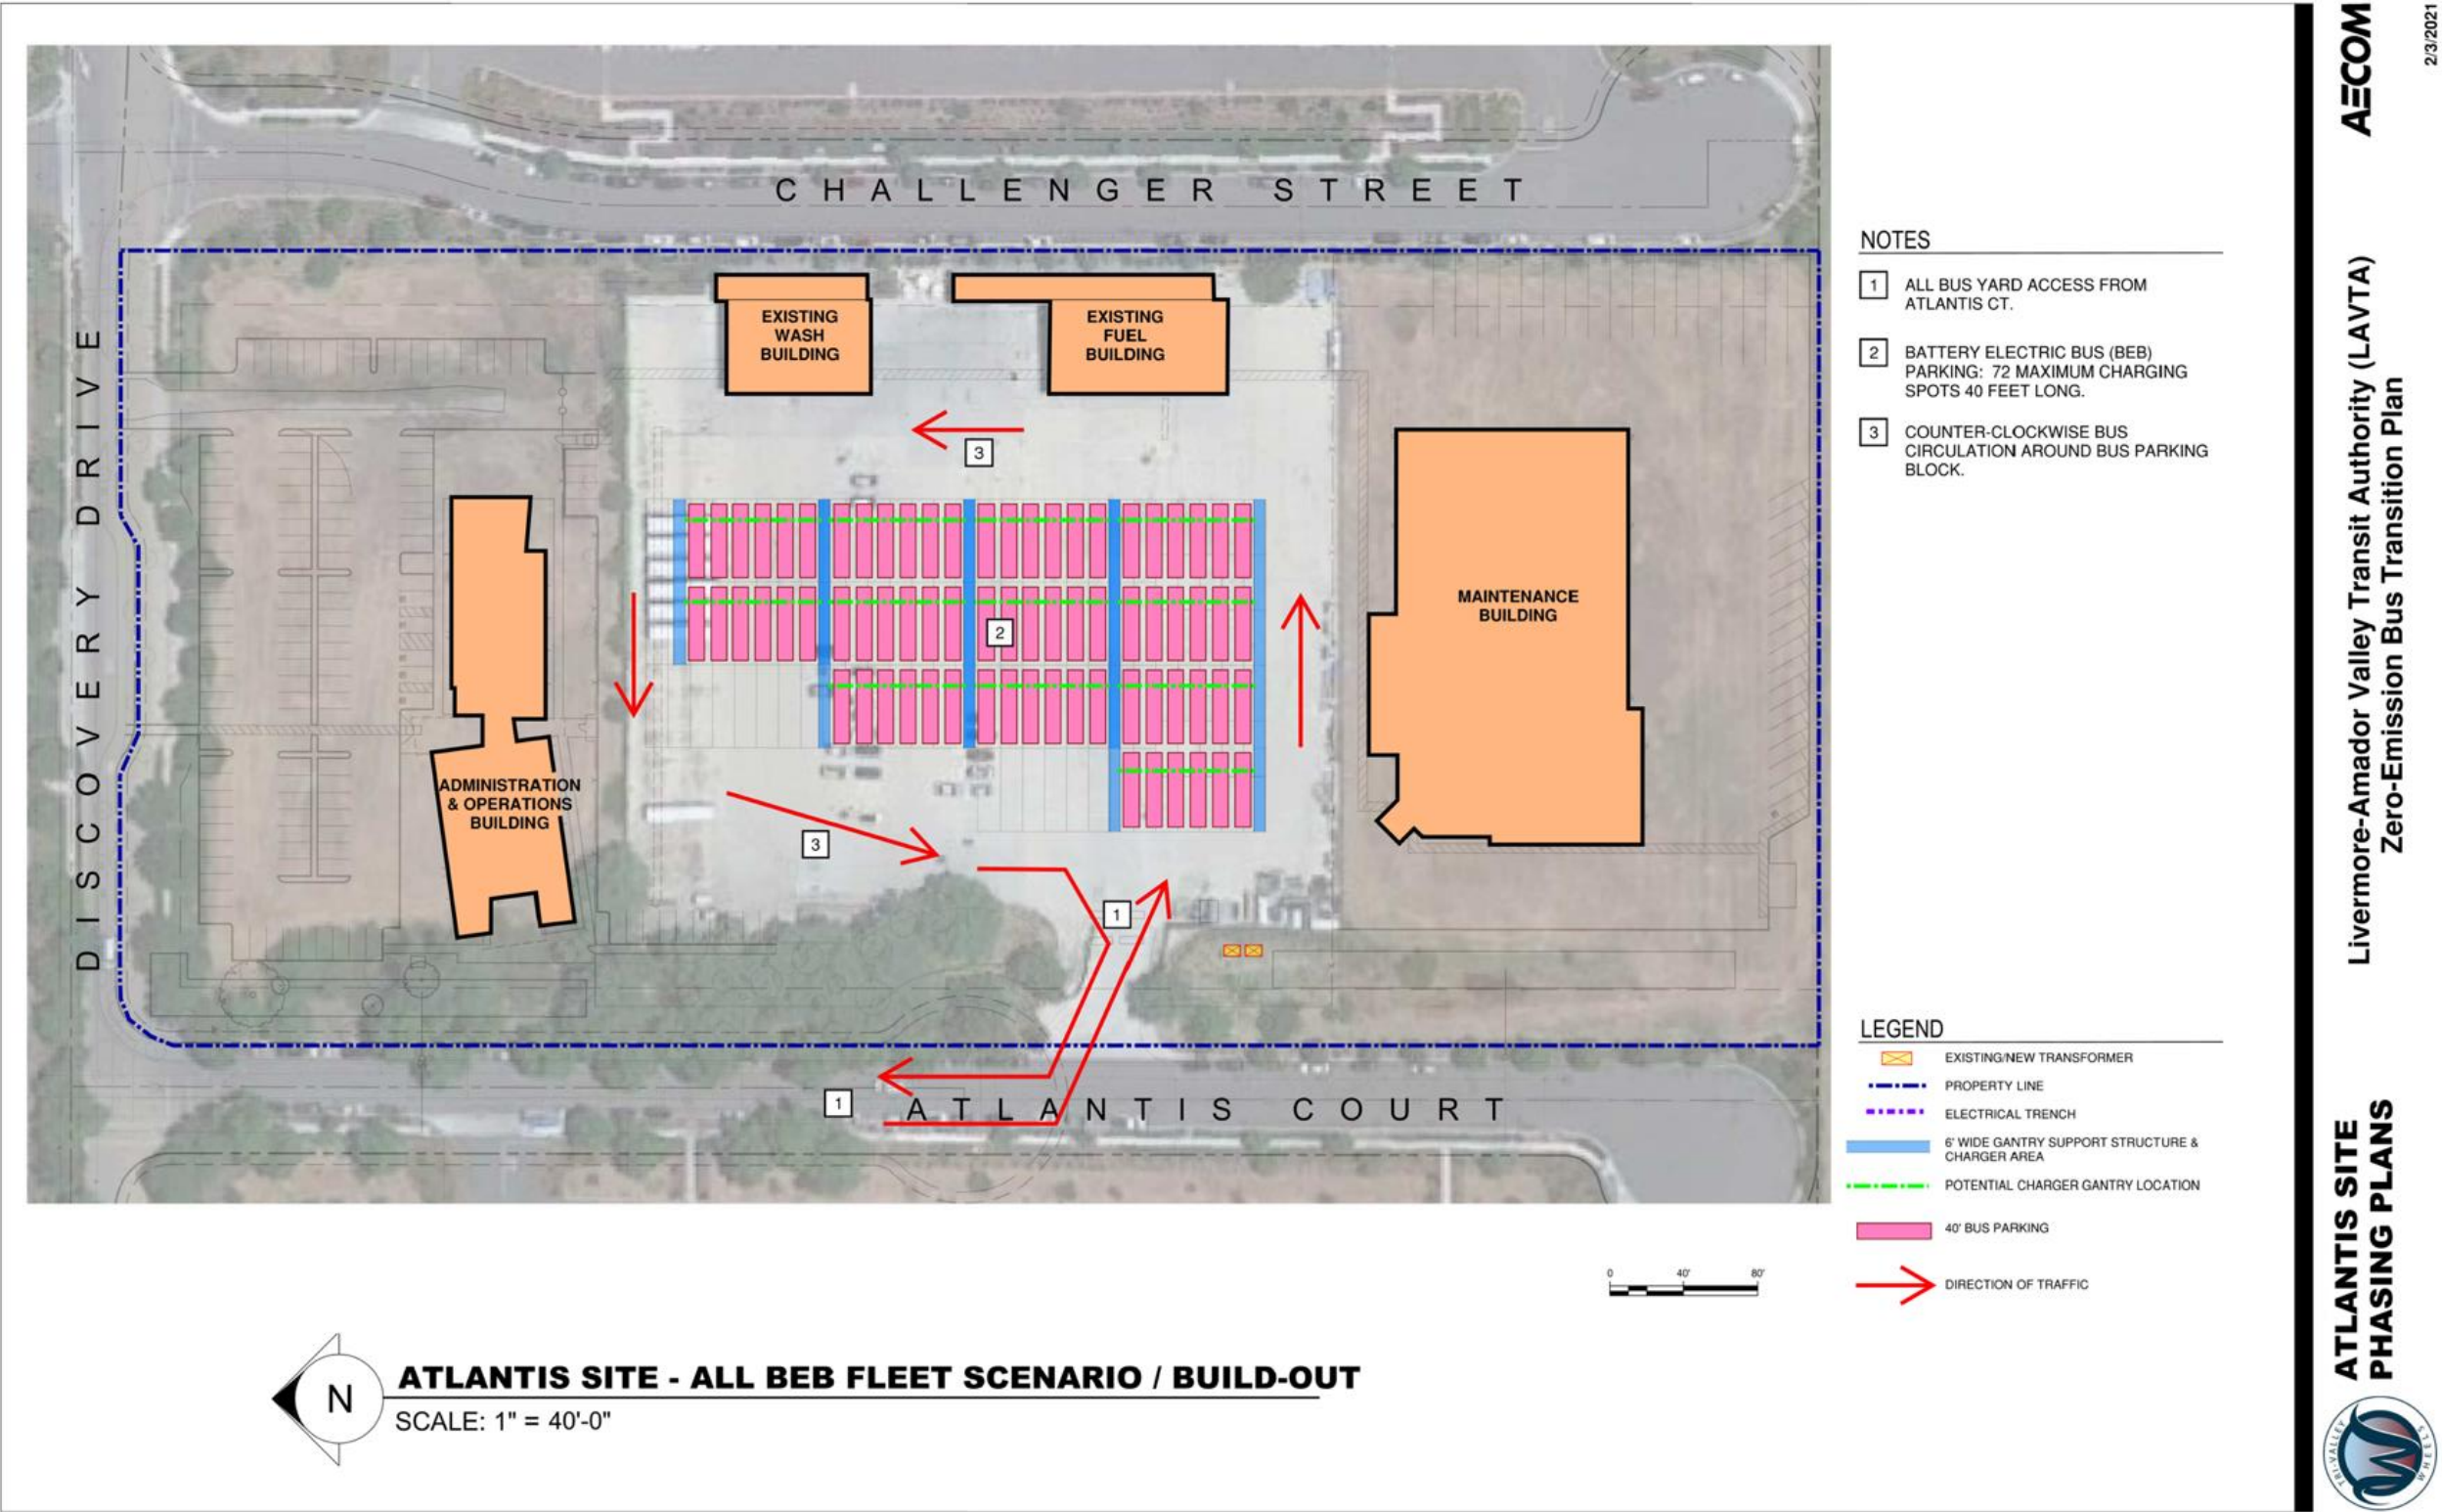 CHALLENGER STREET
DISCOVERY DRIVE
EXISTING
WASH
BUILDING
EXISTING
FUEL
BUILDING
3
2
MAINTENANCE
BUILDING
ADMINISTRATION
& OPERATIONS
BUILDING
3
1
1
ATLANTIS COURT
NOTES
1 ALL BUS YARD ACCESS FROM
ATLANTIS CT.
2 BATTERY ELECTRIC BUS (BEB)
PARKING: 72 MAXIMUM CHARGING
SPOTS 40 FEET LONG.
3 COUNTER-CLOCKWISE BUS
CIRCULATION AROUND BUS PARKING
BLOCK.
LEGEND
EXISTING/NEW TRANSFORMER
PROPERTY LINE
ELECTRICAL TRENCH
6' WIDE GANTRY SUPPORT STRUCTURE &
CHARGER AREA
POTENTIAL CHARGER GANTRY LOCATION
40' BUS PARKING
DIRECTION OF TRAFFIC
0 40' 80'
N
ATLANTIS SITE - ALL BEB FLEET SCENARIO / BUILD-OUT
SCALE: 1" = 40'-0"
AECOM
2/3/2021
Livermore-Amador Valley Transit Authority (LAVTA)
Zero-Emission Bus Transition Plan
ATLANTIS SITE
PHASING PLANS
TRI-VALLEY
WHEELS